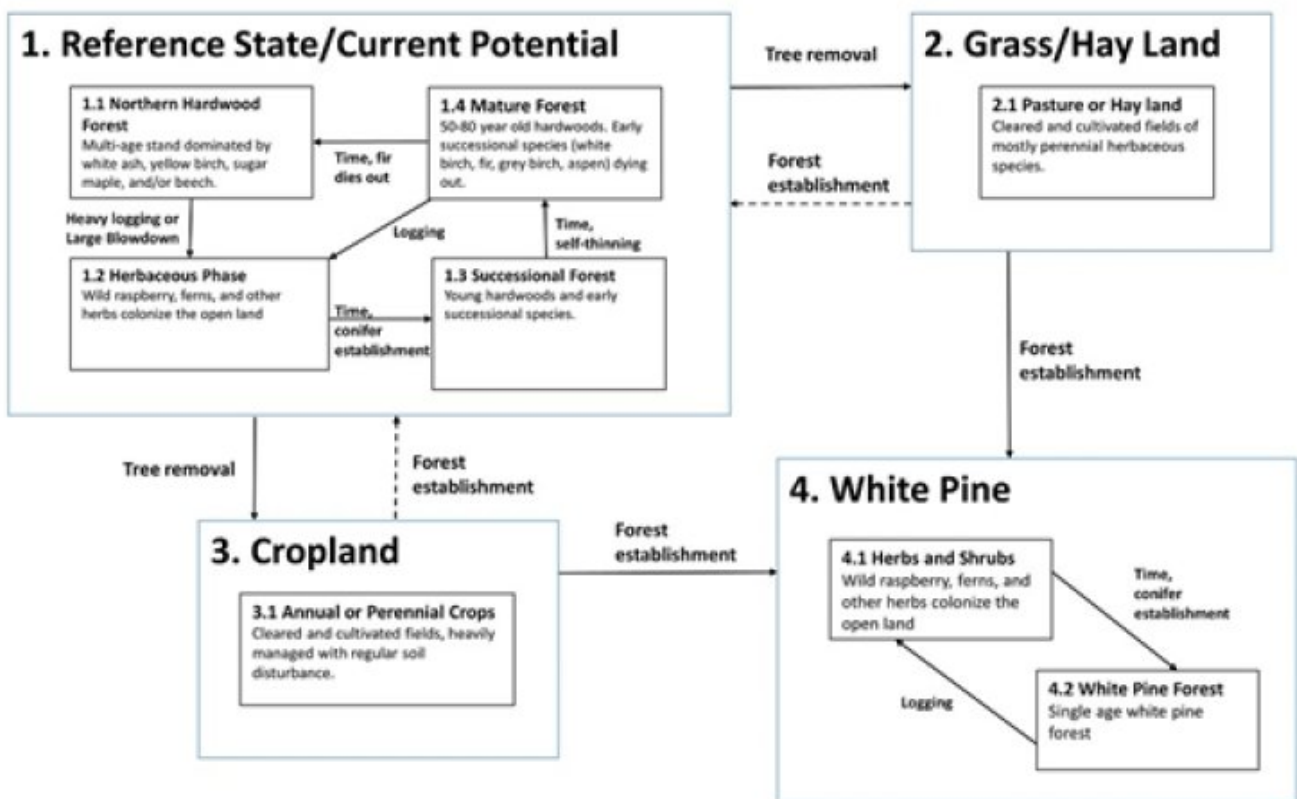 1. Reference State/Current Potential
1.1 Northern Hardwood
Forest
Multi-age stand dominated by
white ash, yellow birch, sugar
maple, and/or beech.
1.4 Mature Forest
50-80 year old hardwoods. Early
successional species (white
birch, fir, grey birch, aspen) dying
out.
Time, fir
dies out
Heavy logging or
Large Blowdown
Logging
Time,
self-thinning
1.2 Herbaceous Phase
Wild raspberry, ferns, and other
herbs colonize the open land
Time,
conifer
establishment
1.3 Successional Forest
Young hardwoods and early
successional species.
Tree removal
Forest
establishment
2. Grass/Hay Land
2.1 Pasture or Hay land
Cleared and cultivated fields of
mostly perennial herbaceous
species.
Forest
establishment
Tree removal
Forest
establishment
3. Cropland
3.1 Annual or Perennial Crops
Cleared and cultivated fields, heavily
managed with regular soil
disturbance.
Forest
establishment
4. White Pine
4.1 Herbs and Shrubs
Wild raspberry, ferns, and
other herbs colonize the
open land
Time,
conifer
establishment
Logging
4.2 White Pine Forest
Single age white pine
forest